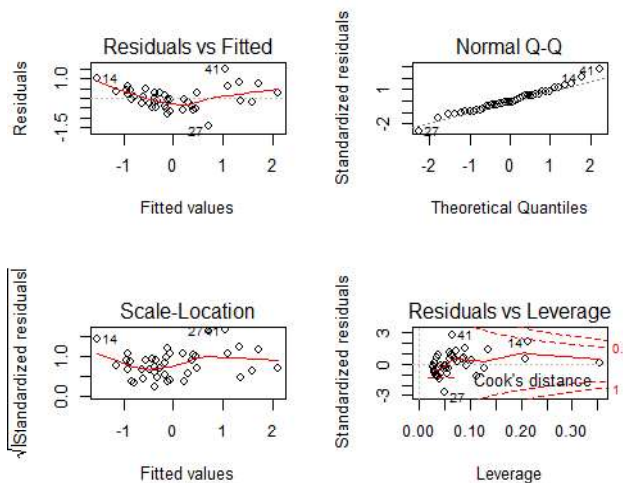 Residuals vs Fitted
Residuals
1.0
-1.5
14
41
27
-1 0 1 2
Fitted values
Normal Q-Q
Standardized residuals
1
-2
14 41
27
-2 -1 0 1 2
Theoretical Quantiles
Scale-Location
√|Standardized residuals|
1.0
0.0
14
27 41
-1 0 1 2
Fitted values
Residuals vs Leverage
Standardized residuals
3
0
-3
41
14
27
Cook's distance
0.
1
0.00 0.10 0.20 0.30
Leverage